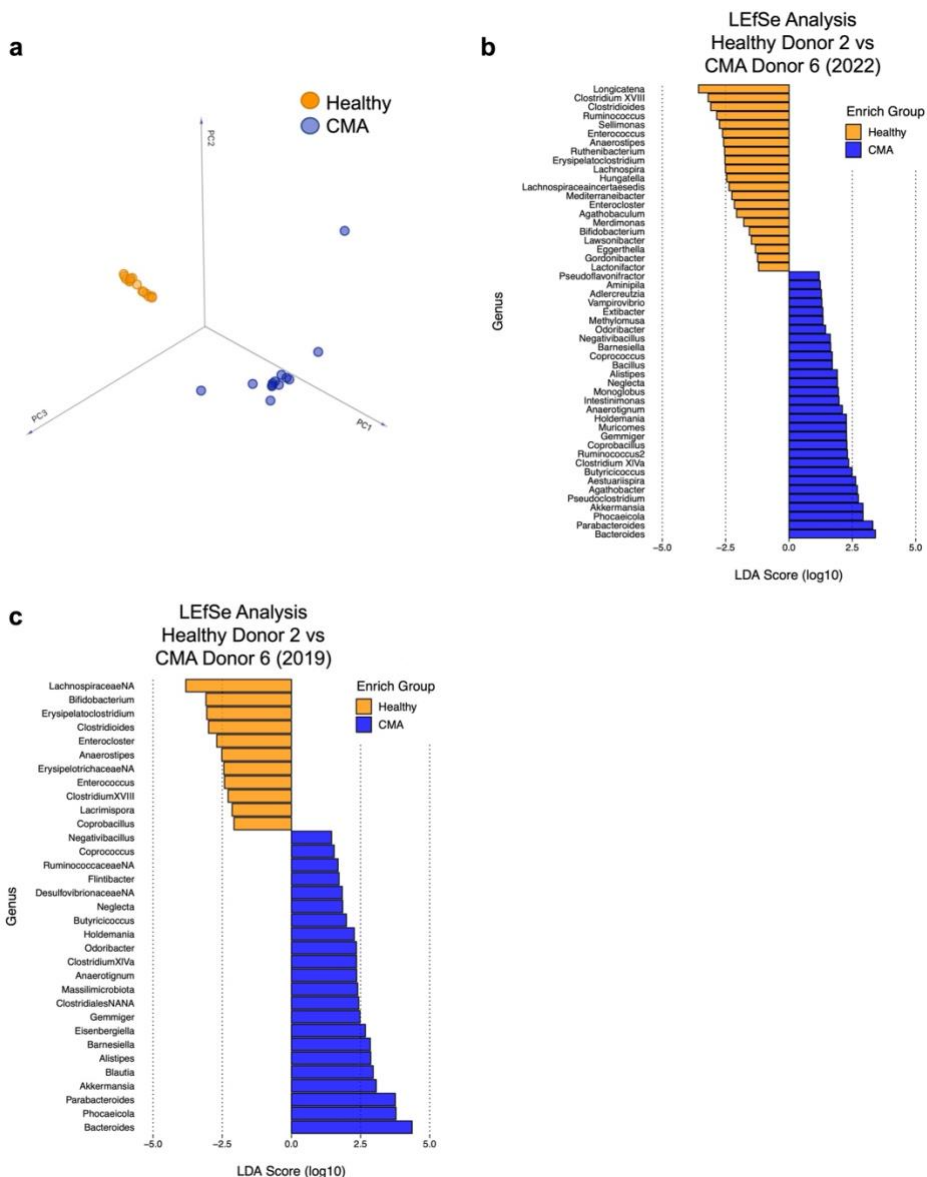 a
Healthy
CMA
PC2
PC3
PC1
b
LEfSe Analysis
Healthy Donor 2 vs
CMA Donor 6 (2022)
Enrich Group
Healthy
CMA
Genus
Longicatena
Clostridium XVIII
Clostridioides
Ruminococcus
Sellimonas
Enterococcus
Anaerostipes
Ruthenibacterium
Erysipelatoclostridium
Lachnospira
Hungatella
Lachnospiraceaincertaesedis
Mediterraneibacter
Enterocloster
Agathobaculum
Merdimonas
Bifidobacterium
Lawsonibacter
Eggerthella
Gordonibacter
Lactonifactor
Pseudoflavonifractor
Aminipila
Adlercreutzia
Vampirovibrio
Extibacter
Methylomusa
Odoribacter
Negativibacillus
Barnesiella
Coprococcus
Bacillus
Alistipes
Neglecta
Monoglobus
Intestinimonas
Anaerotignum
Holdemania
Muricomes
Gemmiger
Coprobacillus
Ruminococcus2
Clostridium XIVa
Butyricicoccus
Aestuariispira
Agathobacter
Pseudoclostridium
Akkermansia
Phocaeicola
Parabacteroides
Bacteroides
−5.0 −2.5 0.0 2.5 5.0
LDA Score (log10)
c
LEfSe Analysis
Healthy Donor 2 vs
CMA Donor 6 (2019)
Enrich Group
Healthy
CMA
Genus
LachnospiraceaeNA
Bifidobacterium
Erysipelatoclostridium
Clostridioides
Enterocloster
Anaerostipes
ErysipelotrichaceaeNA
Enterococcus
ClostridiumXVIII
Lacrimispora
Coprobacillus
Negativibacillus
Coprococcus
RuminococcaceaeNA
Flintibacter
DesulfovibrionaceaeNA
Neglecta
Butyricicoccus
Holdemania
Odoribacter
ClostridiumXIVa
Anaerotignum
Massilimicrobiota
ClostridialesNANA
Gemmiger
Eisenbergiella
Barnesiella
Alistipes
Blautia
Akkermansia
Parabacteroides
Phocaeicola
Bacteroides
−5.0 −2.5 0.0 2.5 5.0
LDA Score (log10)